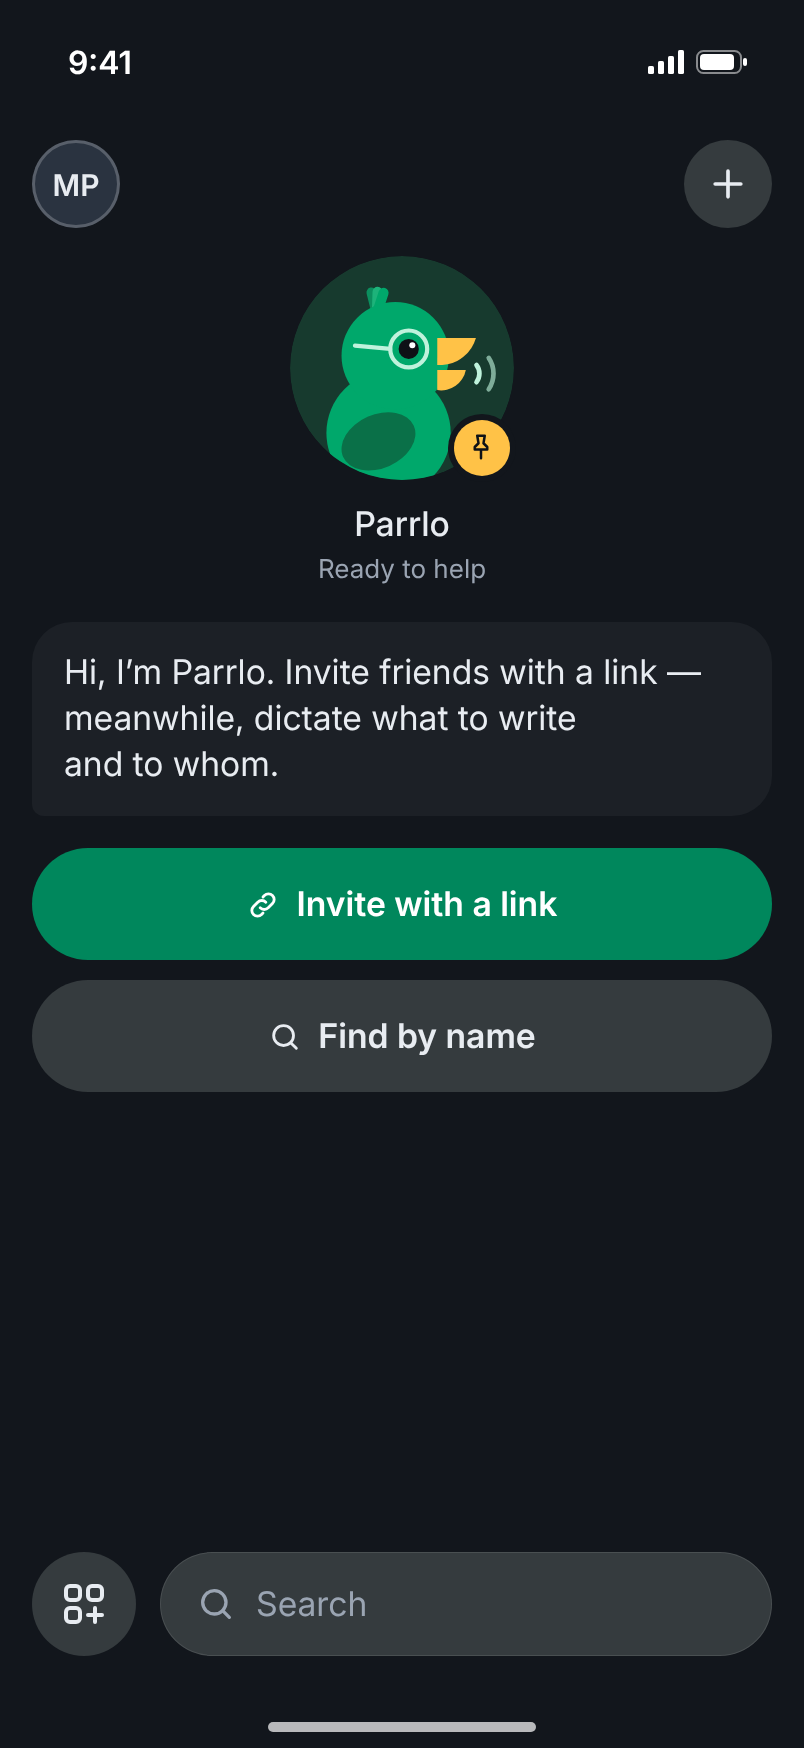 9:41
MP
Parrlo
Ready to help
Hi, I’m Parrlo. Invite friends with a link —
meanwhile, dictate what to write
and to whom.
Invite with a link
Find by name
Search